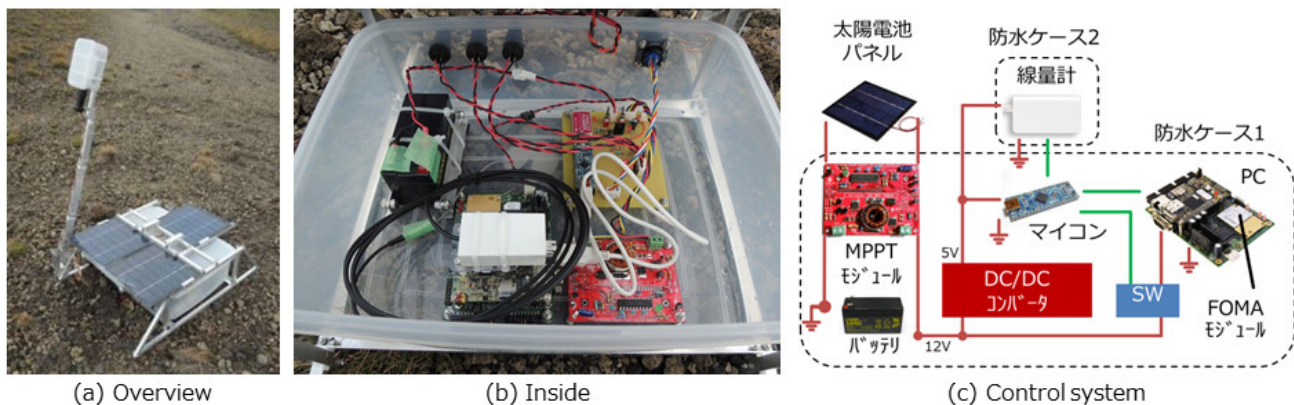 太陽電池
パネル
防水ケース2
線量計
防水ケース1
PC
マイコン
MPPT
ﾓｼﾞｭｰﾙ
5V
DC/DC
ｺﾝﾊﾞｰﾀ
SW
FOMA
ﾓｼﾞｭｰﾙ
ﾊﾞｯﾃﾘ
12V
(a) Overview
(b) Inside
(c) Control system